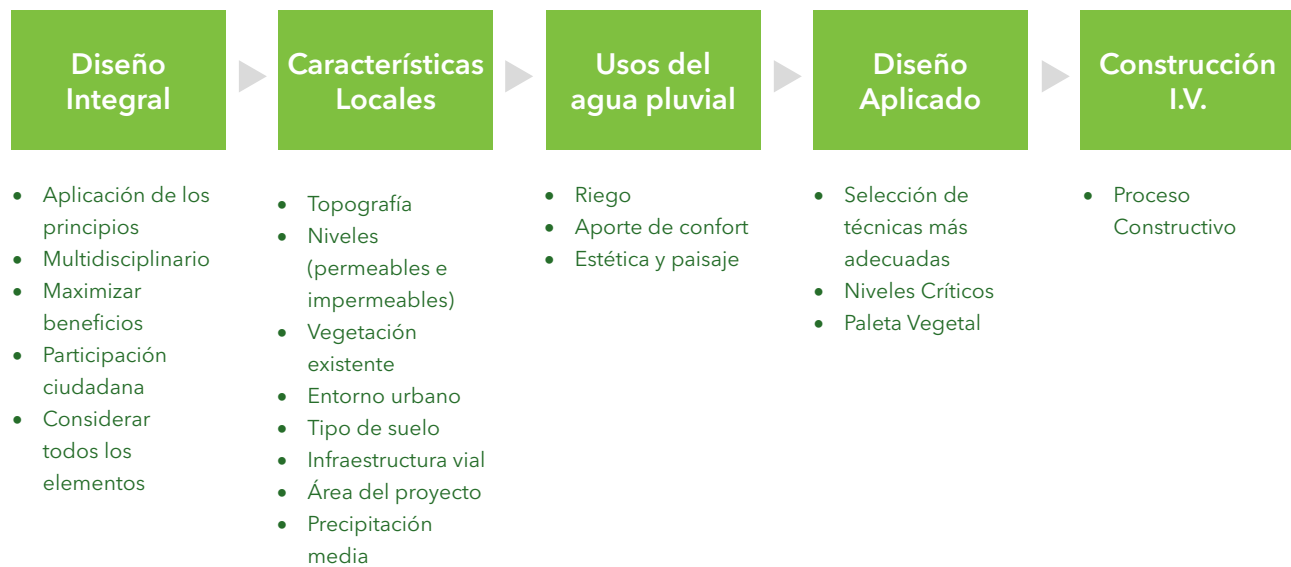 Diseño
Integral
Características
Locales
Usos del
agua pluvial
Diseño
Aplicado
Construcción
I.V.
• Aplicación de los
principios
• Multidisciplinario
• Maximizar
beneficios
• Participación
ciudadana
• Considerar
todos los
elementos
• Topografía
• Niveles
(permeables e
impermeables)
• Vegetación
existente
• Entorno urbano
• Tipo de suelo
• Infraestructura vial
• Área del proyecto
• Precipitación
media
• Riego
• Aporte de confort
• Estética y paisaje
• Selección de
técnicas más
adecuadas
• Niveles Críticos
• Paleta Vegetal
• Proceso
Constructivo